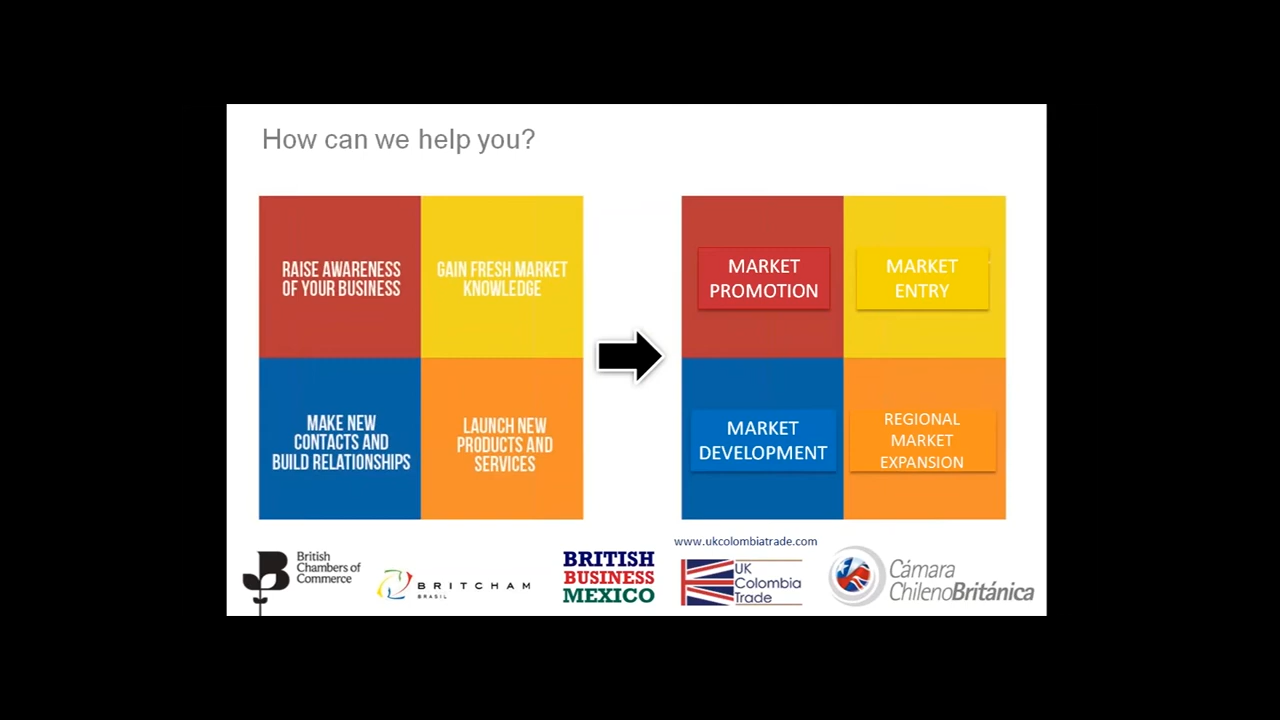 How can we help you?
RAISE AWARENESS
OF YOUR BUSINESS
GAIN FRESH MARKET
KNOWLEDGE
MAKE NEW
CONTACTS AND
BUILD RELATIONSHIPS
LAUNCH NEW
PRODUCTS AND
SERVICES
MARKET
PROMOTION
MARKET
ENTRY
MARKET
DEVELOPMENT
REGIONAL
MARKET
EXPANSION
British
Chambers of
Commerce
BRITCHAM
BRASIL
BRITISH
BUSINESS
MEXICO
www.ukcolombiatrade.com
UK
Colombia
Trade
Cámara
ChilenoBritánica